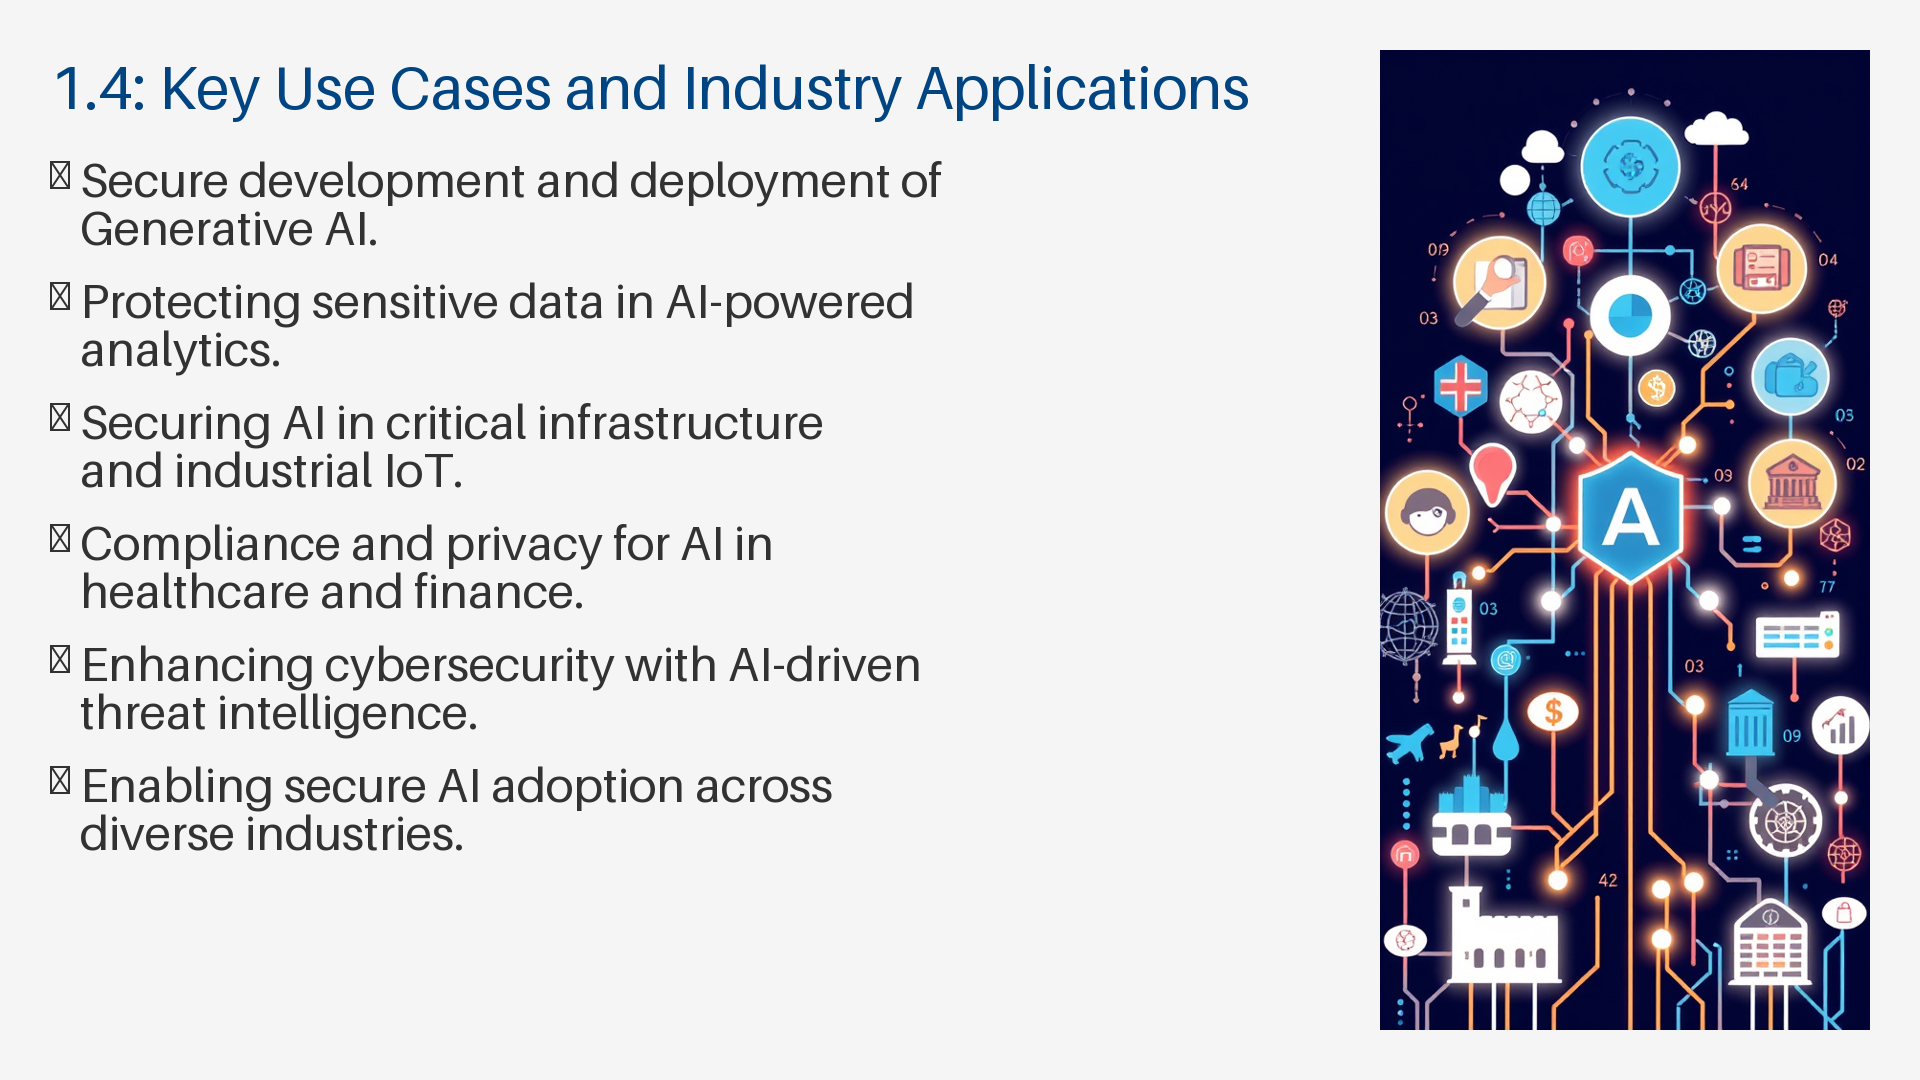 1.4: Key Use Cases and Industry Applications
Secure development and deployment of
Generative AI.
Protecting sensitive data in AI-powered
analytics.
Securing AI in critical infrastructure
and industrial IoT.
Compliance and privacy for AI in
healthcare and finance.
Enhancing cybersecurity with AI-driven
threat intelligence.
Enabling secure AI adoption across
diverse industries.
64
04
03
03
02
09
A
77
03
03
$
09
42